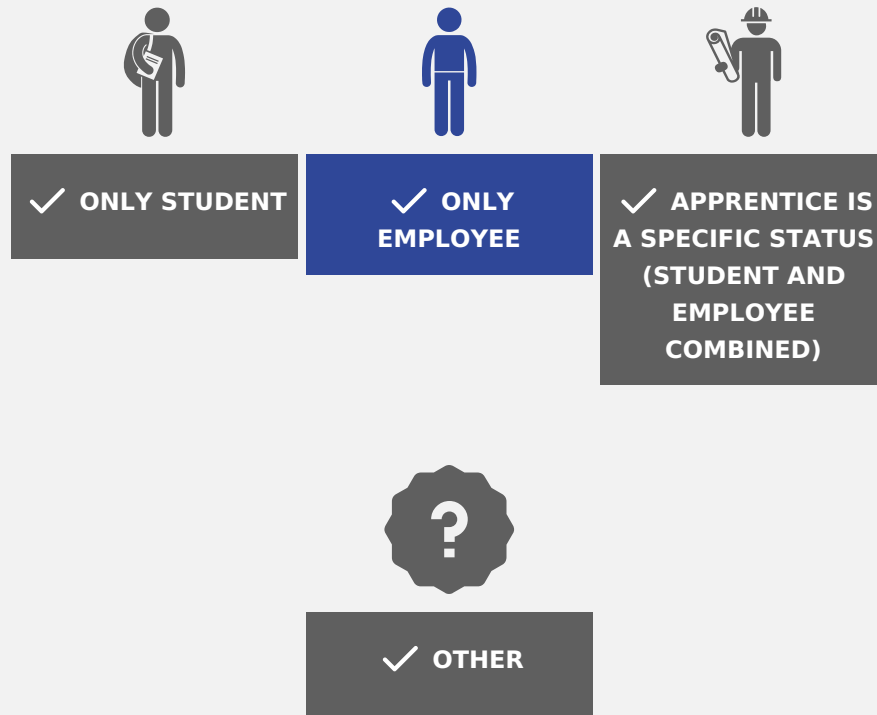 ONLY STUDENT
ONLY
EMPLOYEE
APPRENTICE IS
A SPECIFIC STATUS
(STUDENT AND
EMPLOYEE
COMBINED)
?
OTHER